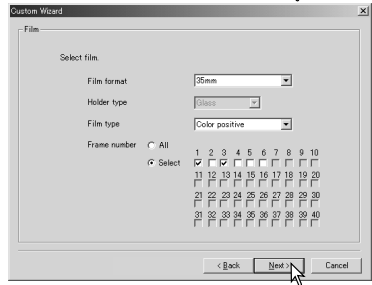 Custom Wizard
Film
Select film.
Film format 35mm
Holder type Glass
Film type Color positive
Frame number All
1 2 3 4 5 6 7 8 9 10
Select
11 12 13 14 15 16 17 18 19 20
21 22 23 24 25 26 27 28 29 30
31 32 33 34 35 36 37 38 39 40
< Back Next > Cancel